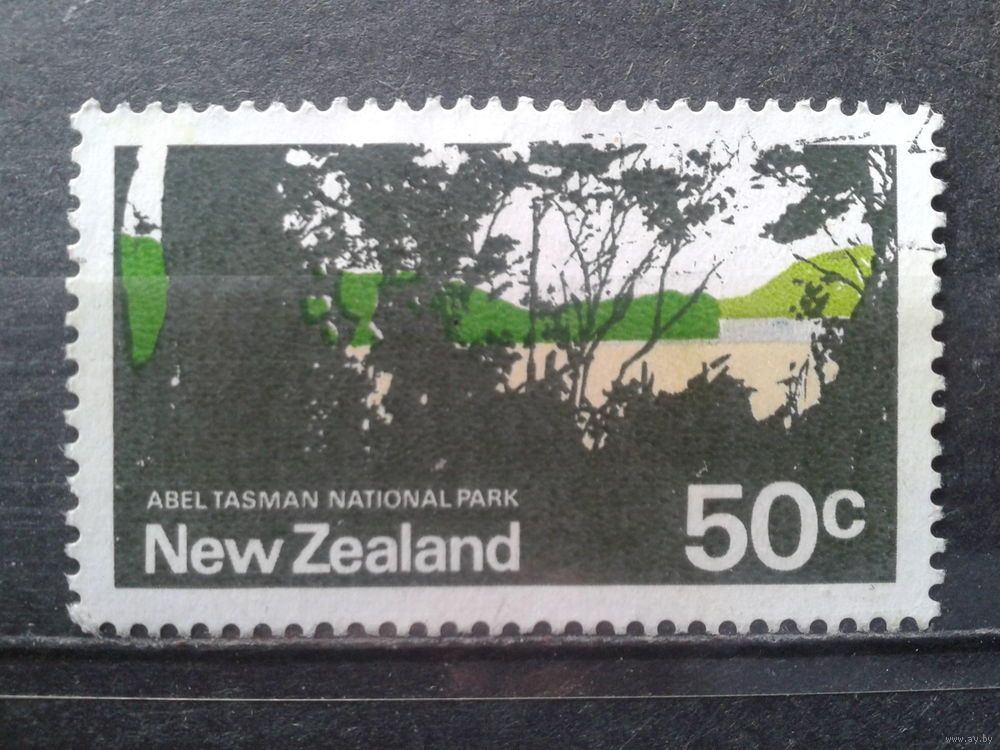 ABEL TASMAN NATIONAL PARK
New Zealand
50c
www.ay.by